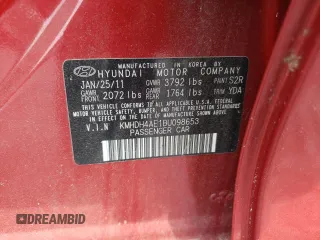 MADE IN KOREA
HYUNDAI MOTOR COMPANY
JAN/25/11 GVWR 3792 lbs PAINT S2R
GAWR FRONT 2072 lbs GAWR REAR 1764 lbs TRIM YDA
THIS VEHICLE CONFORMS TO ALL APPLICABLE
FEDERAL MOTOR VEHICLE SAFETY, BUMPER, AND
THEFT PREVENTION STANDARDS IN EFFECT ON
THE DATE OF MANUFACTURE SHOWN ABOVE.
V.I.N KMHDH4AE1BU098653
PASSENGER CAR
DREAMBID